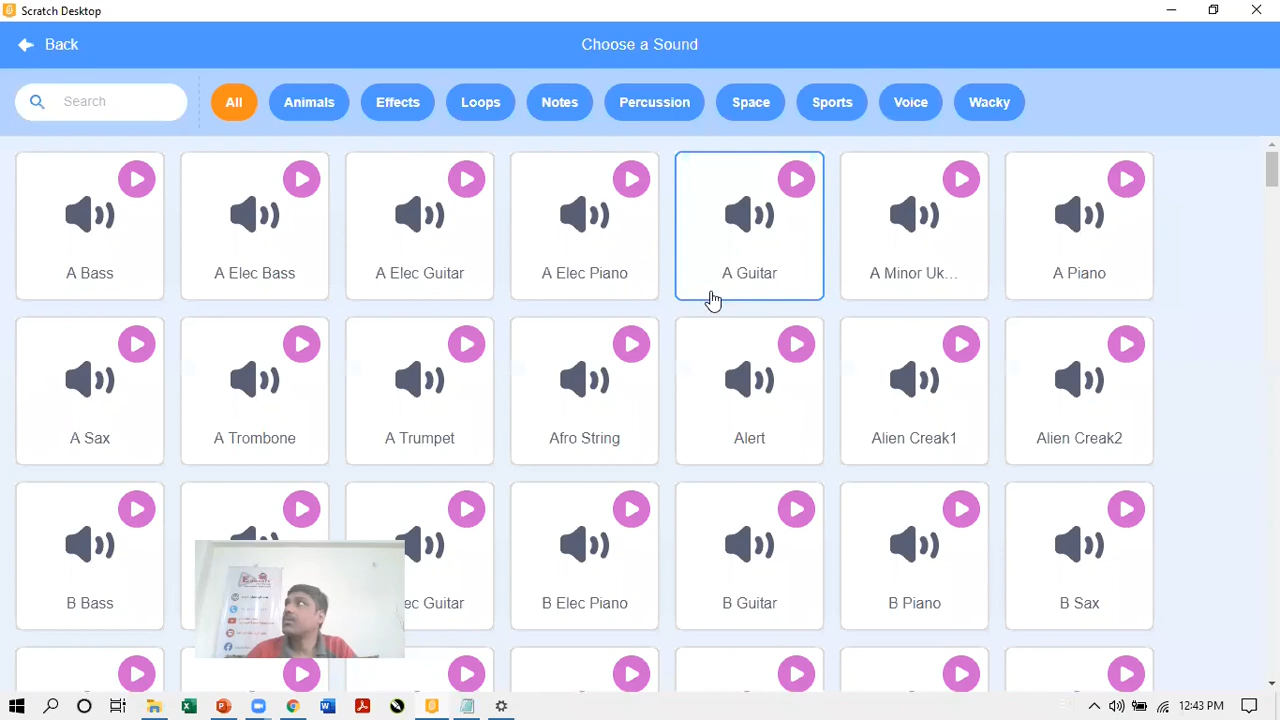 Scratch Desktop
Back
Choose a Sound
Search
All
Animals
Effects
Loops
Notes
Percussion
Space
Sports
Voice
Wacky
A Bass
A Elec Bass
A Elec Guitar
A Elec Piano
A Guitar
A Minor Uk...
A Piano
A Sax
A Trombone
A Trumpet
Afro String
Alert
Alien Creak1
Alien Creak2
B Bass
ec Guitar
B Elec Piano
B Guitar
B Piano
B Sax
12:43 PM